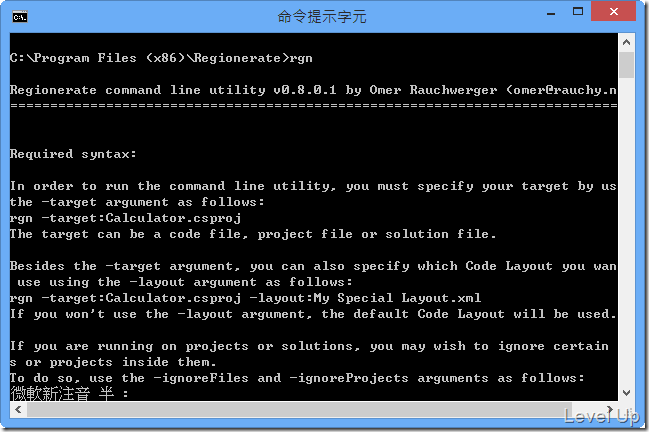 命令提示字元
C:\Program Files (x86)\Regionerate>rgn
Regionerate command line utility v0.8.0.1 by Omer Rauchwerger (omer@rauchy.n
============================================================================
Required syntax:
In order to run the command line utility, you must specify your target by us
the -target argument as follows:
rgn -target:Calculator.csproj
The target can be a code file, project file or solution file.
Besides the -target argument, you can also specify which Code Layout you wan
use using the -layout argument as follows:
rgn -target:Calculator.csproj -layout:My Special Layout.xml
If you won't use the -layout argument, the default Code Layout will be used.
If you are running on projects or solutions, you may wish to ignore certain
s or projects inside them.
To do so, use the -ignoreFiles and -ignoreProjects arguments as follows:
微軟新注音 半 :
Level Up